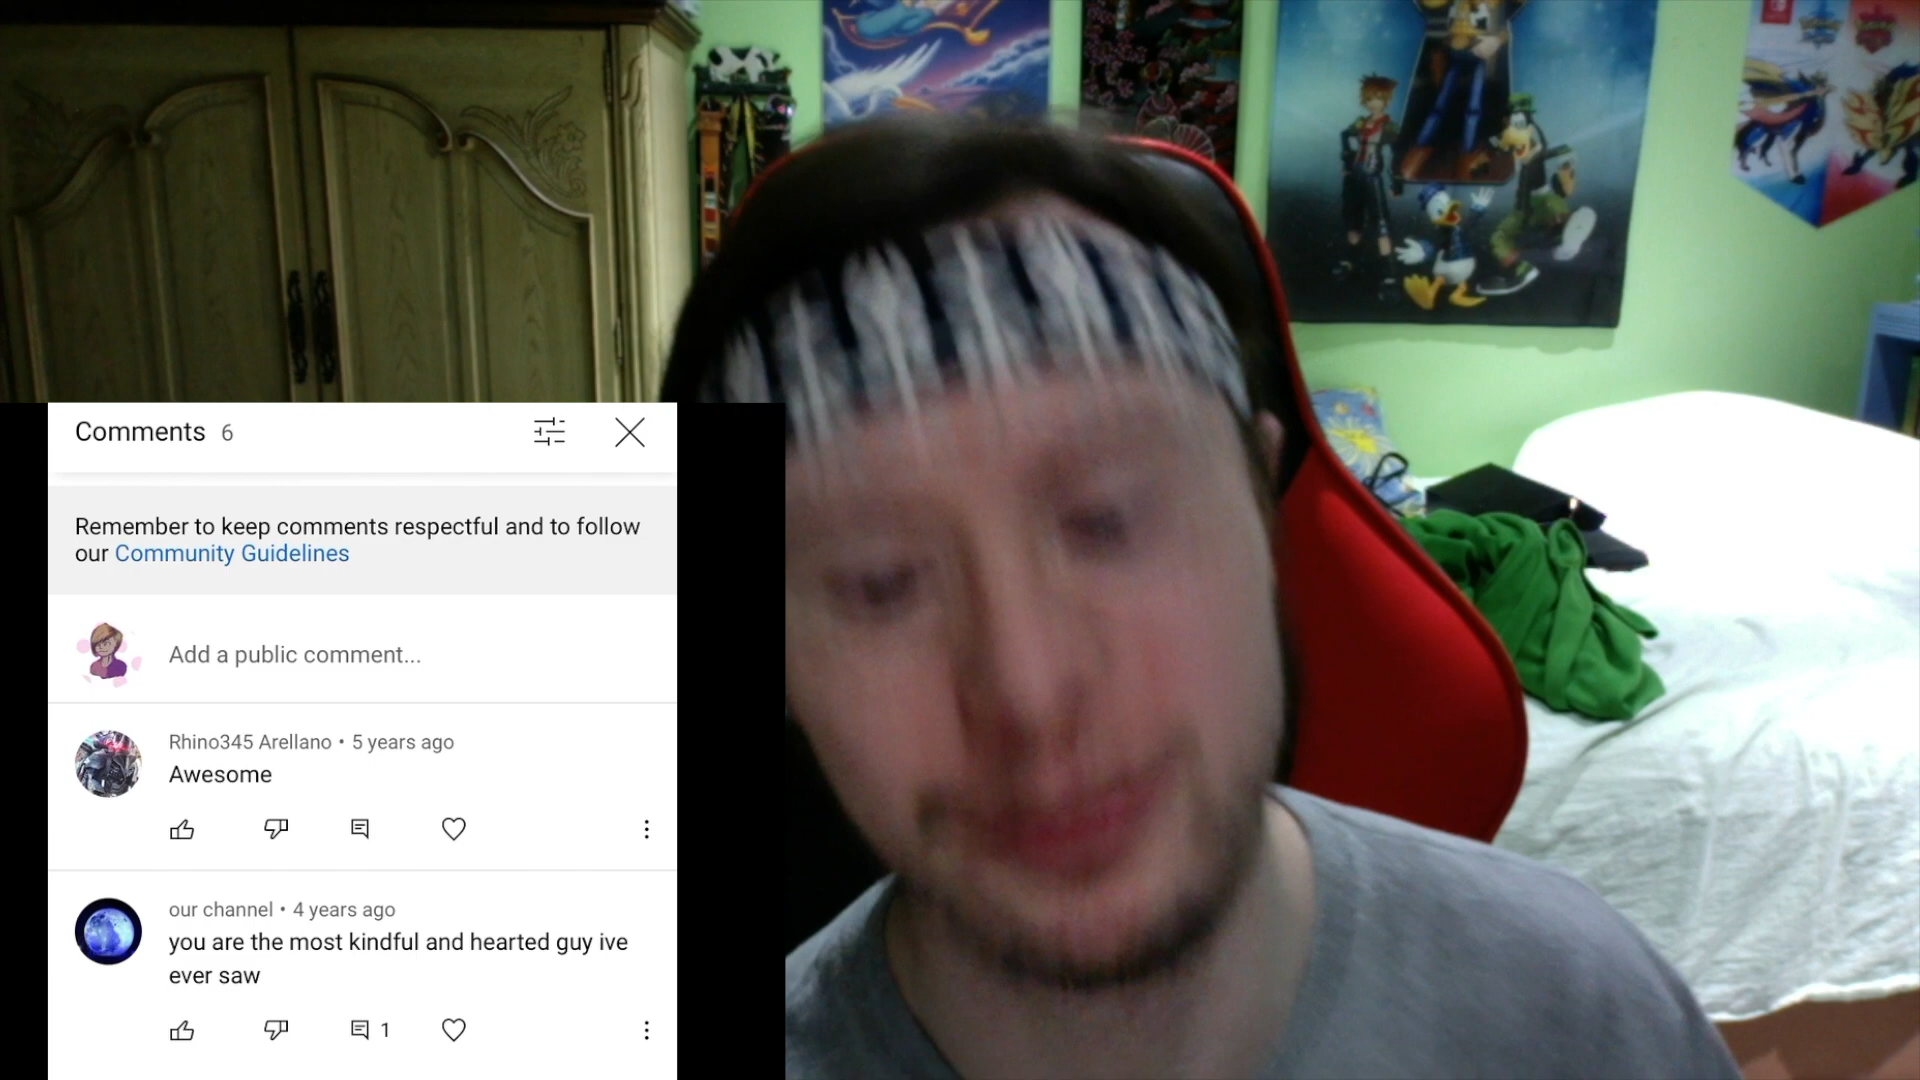 Comments 6
Remember to keep comments respectful and to follow
our Community Guidelines
Add a public comment...
Rhino345 Arellano • 5 years ago
Awesome
our channel • 4 years ago
you are the most kindful and hearted guy ive
ever saw
1